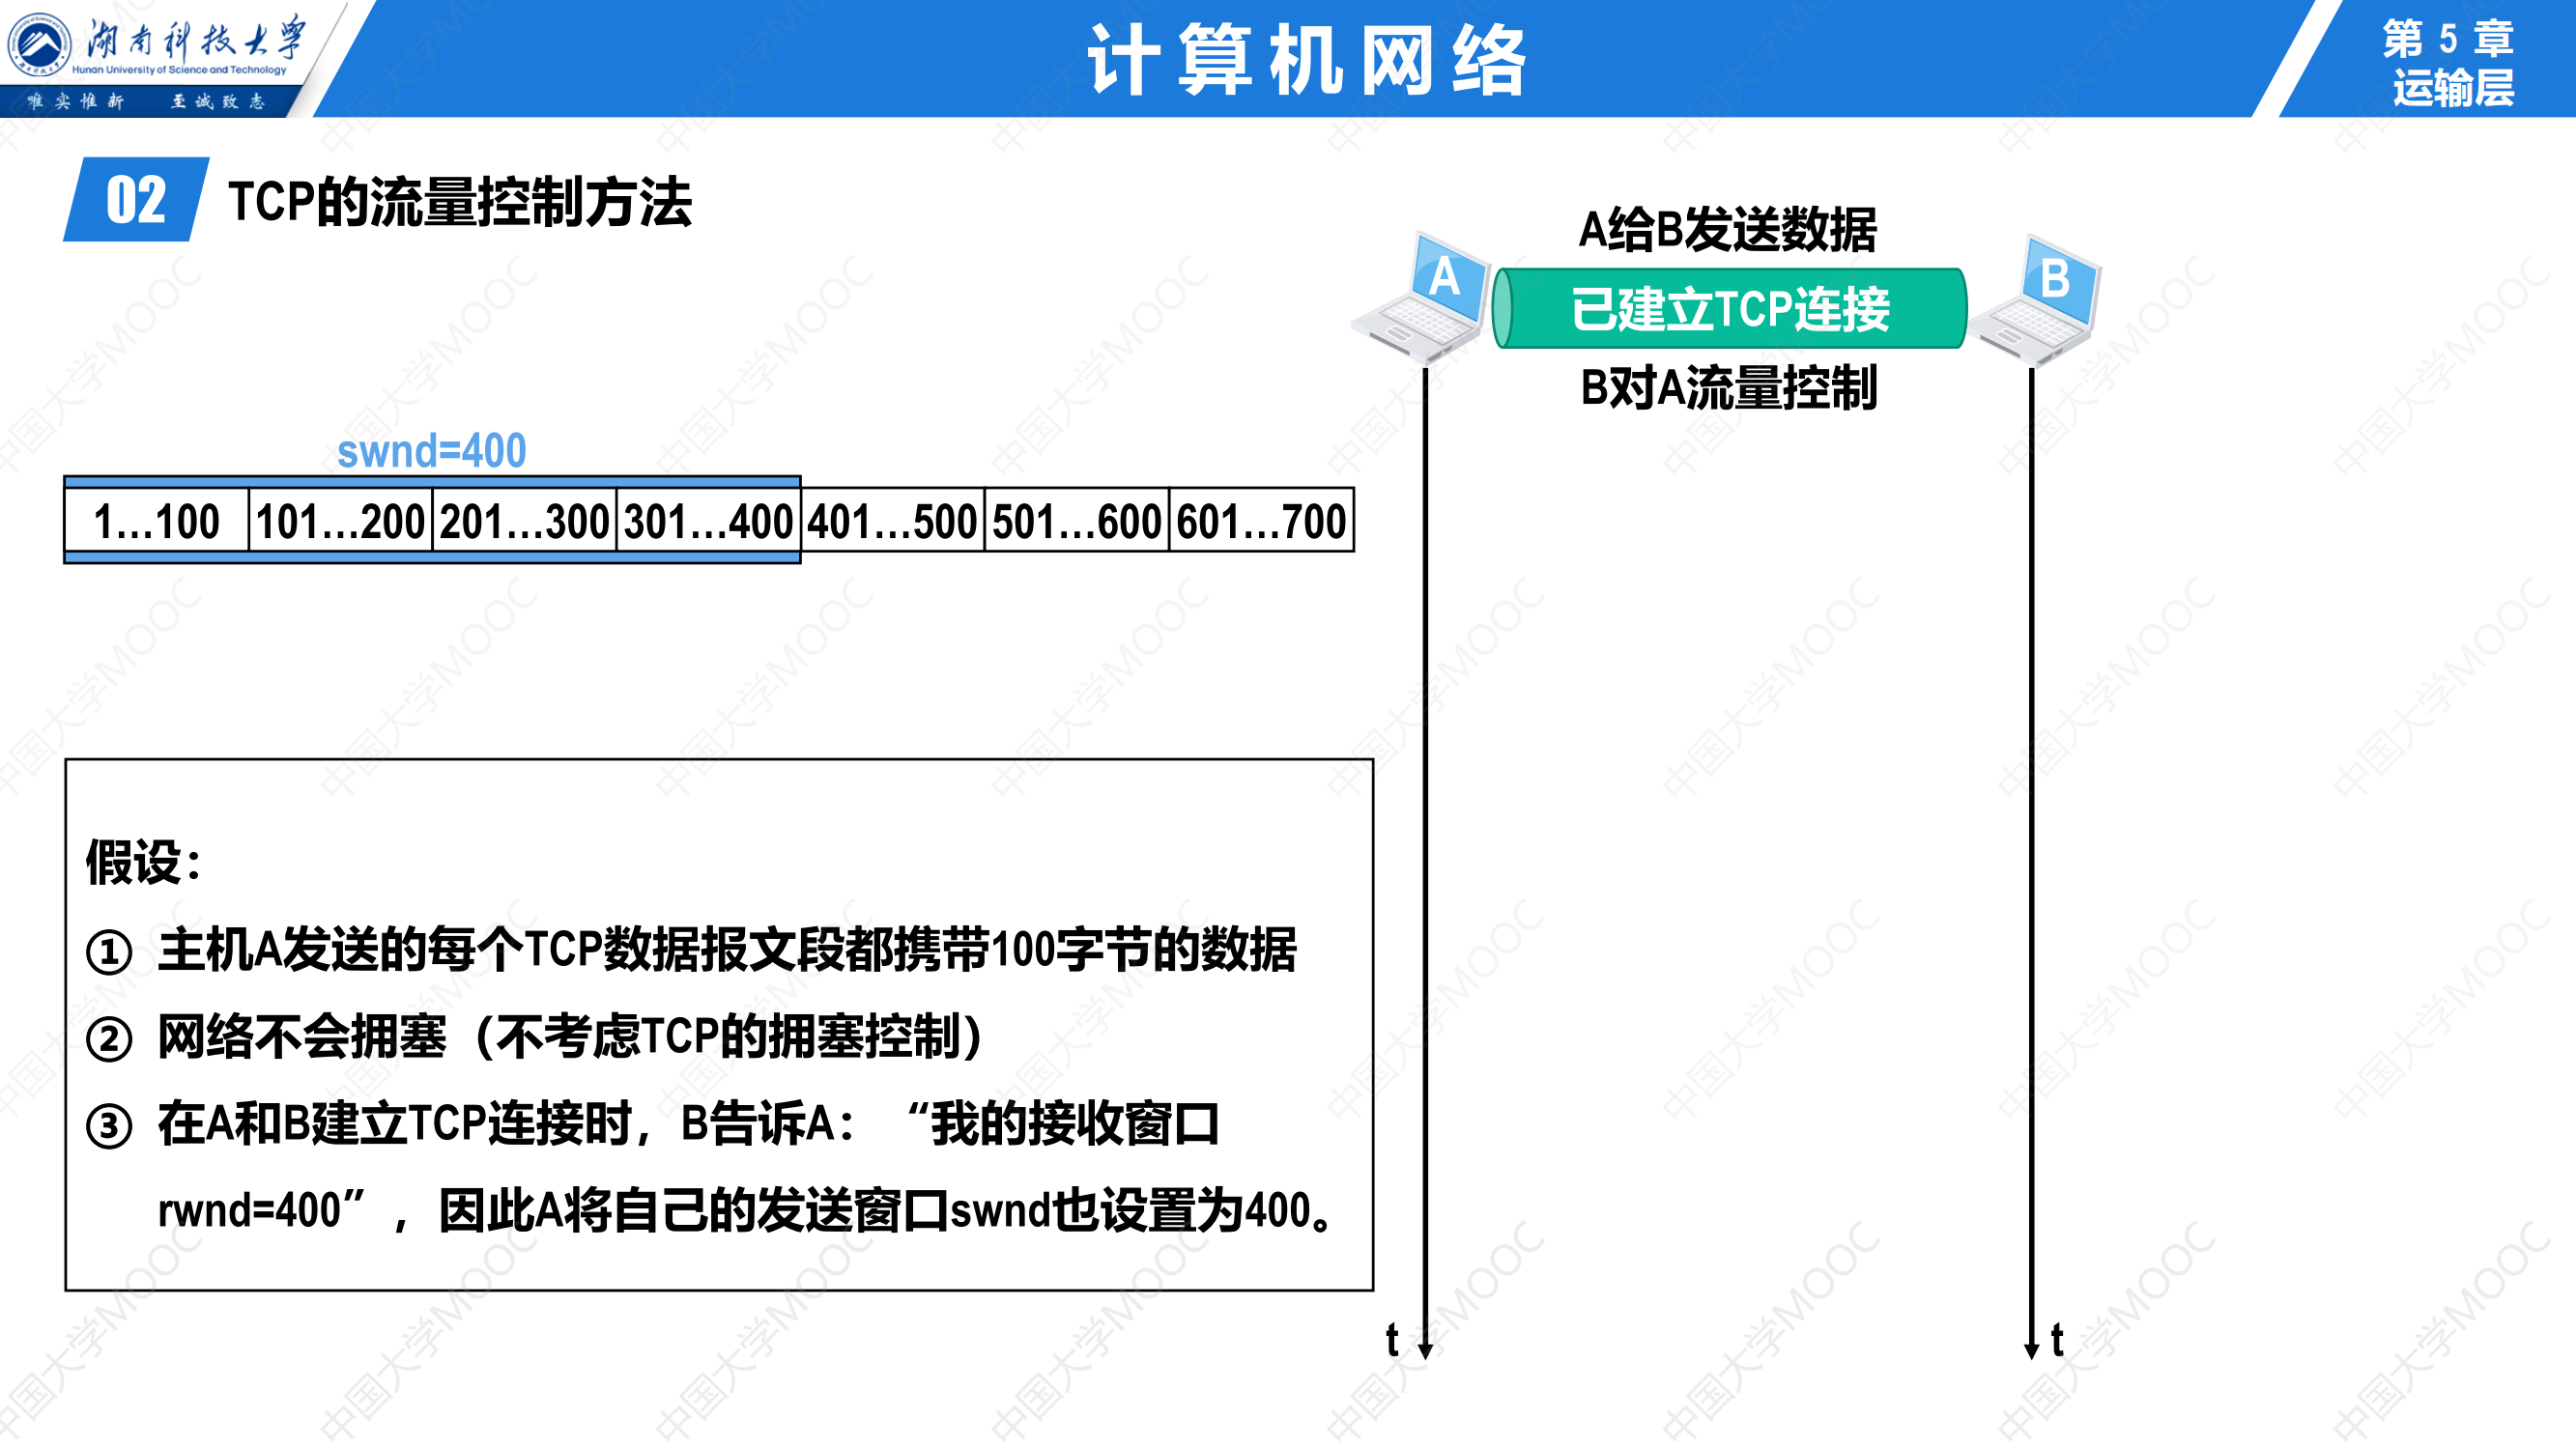 湖南科技大学
Hunan University of Science and Technology
唯实惟新 至诚致志
计算机网络
第 5 章
运输层
02 TCP的流量控制方法
A给B发送数据
A
已建立TCP连接
B
B对A流量控制
swnd=400
1...100 101...200 201...300 301...400 401...500 501...600 601...700
假设：
① 主机A发送的每个TCP数据报文段都携带100字节的数据
② 网络不会拥塞（不考虑TCP的拥塞控制）
③ 在A和B建立TCP连接时，B告诉A：“我的接收窗口
rwnd=400”，因此A将自己的发送窗口swnd也设置为400。
t
t
中国大学MOOC